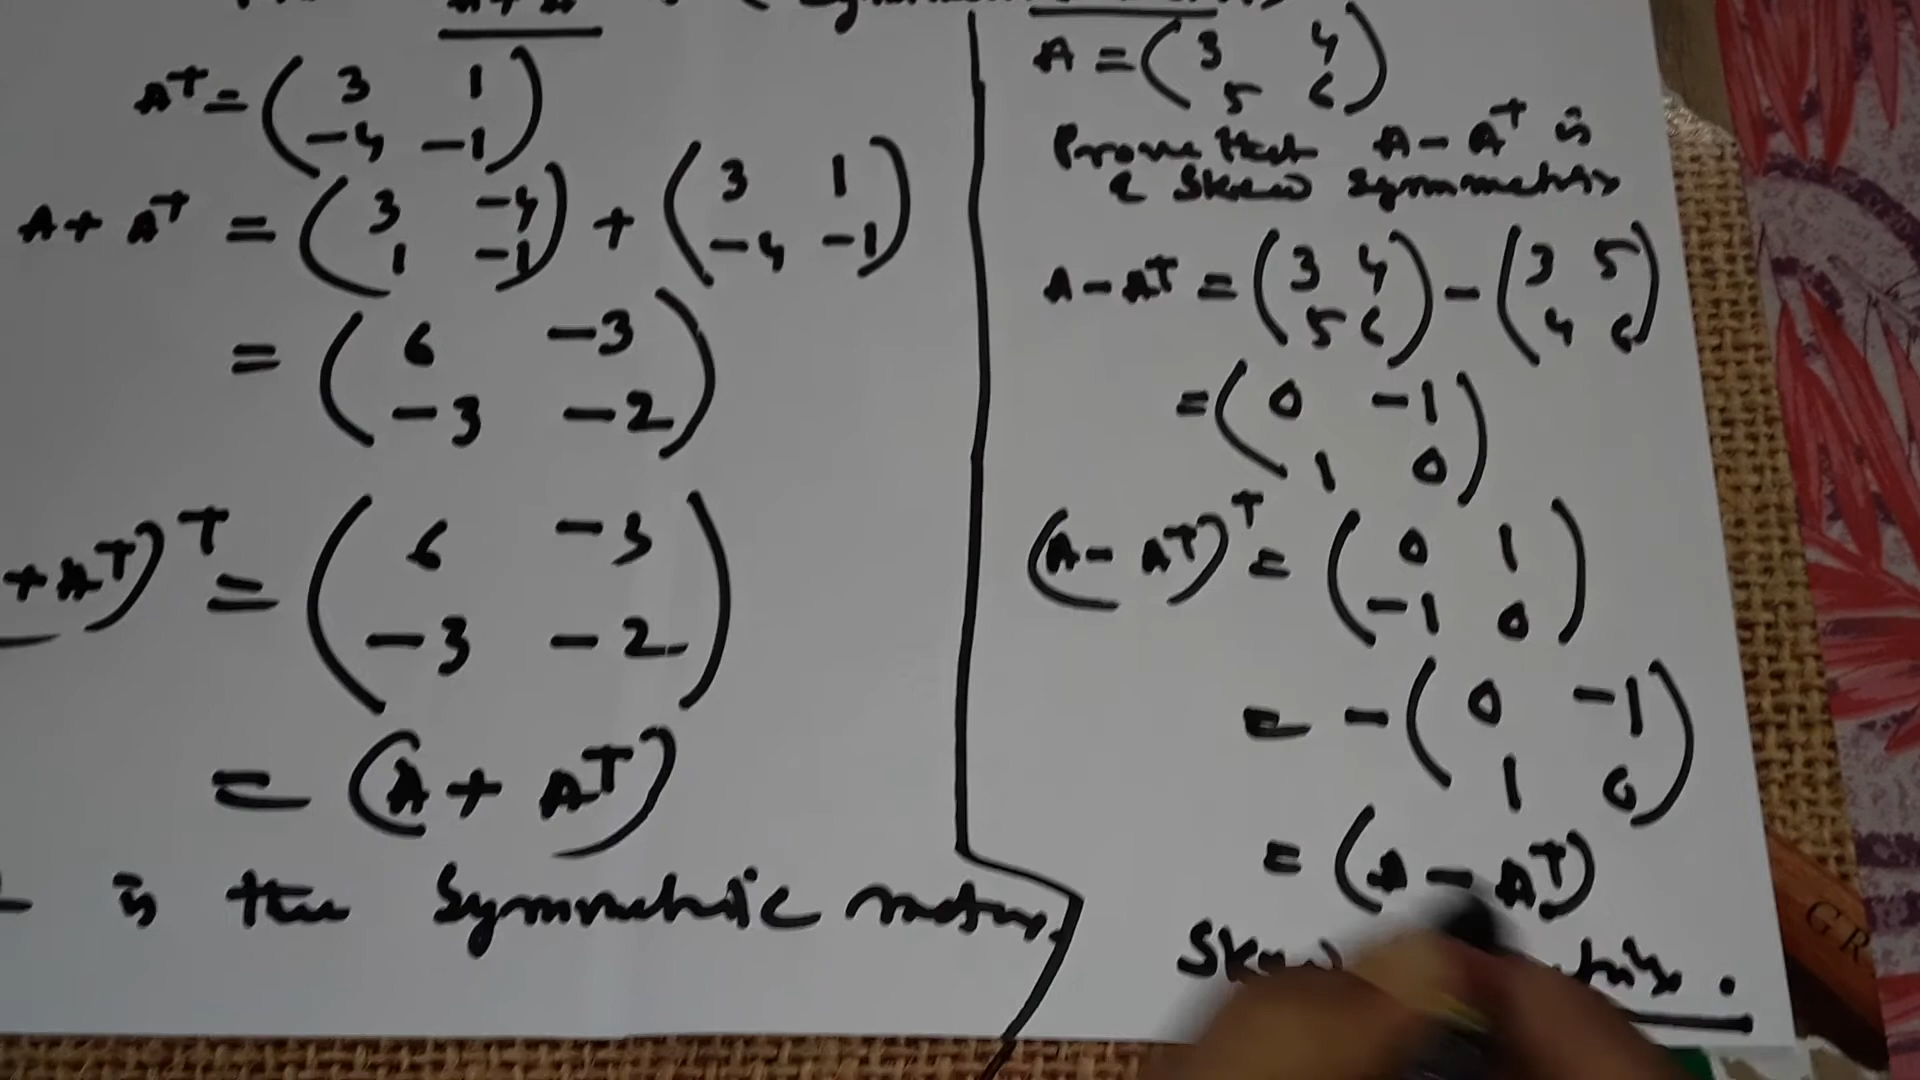 A^T = ( 3 1
-4 -1 )
A + A^T = ( 3 -4
1 -1 ) + ( 3 1
-4 -1 )
= ( 6 -3
-3 -2 )
+ A^T)^T = ( 6 -3
-3 -2 )
= (A + A^T)
is the Symmetric matrix.
A = ( 3 4
5 6 )
Prove that A - A^T is
a Skew Symmetrix
A - A^T = ( 3 4
5 6 ) - ( 3 5
4 6 )
= ( 0 -1
1 0 )
(A - A^T)^T = ( 0 1
-1 0 )
= - ( 0 -1
1 0 )
= (A - A^T)
Skew
GR